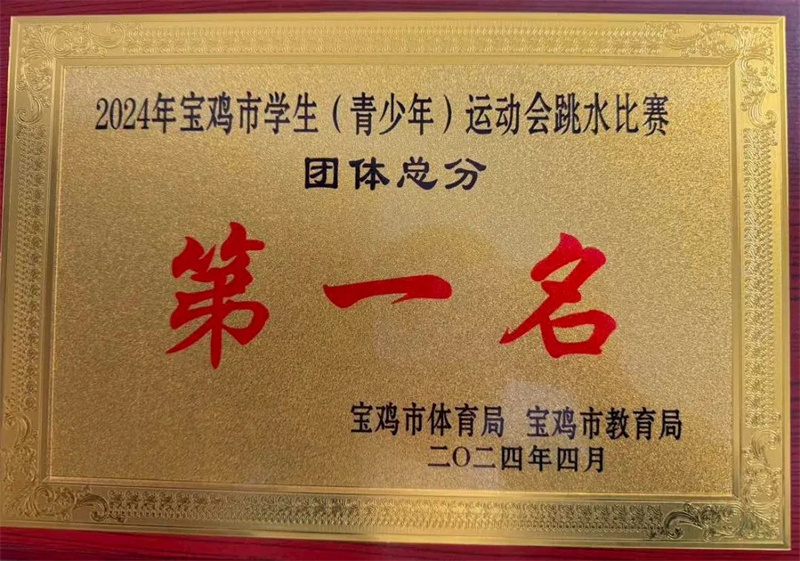 2024年宝鸡市学生（青少年）运动会跳水比赛
团体总分
第一名
宝鸡市体育局 宝鸡市教育局
二〇二四年四月